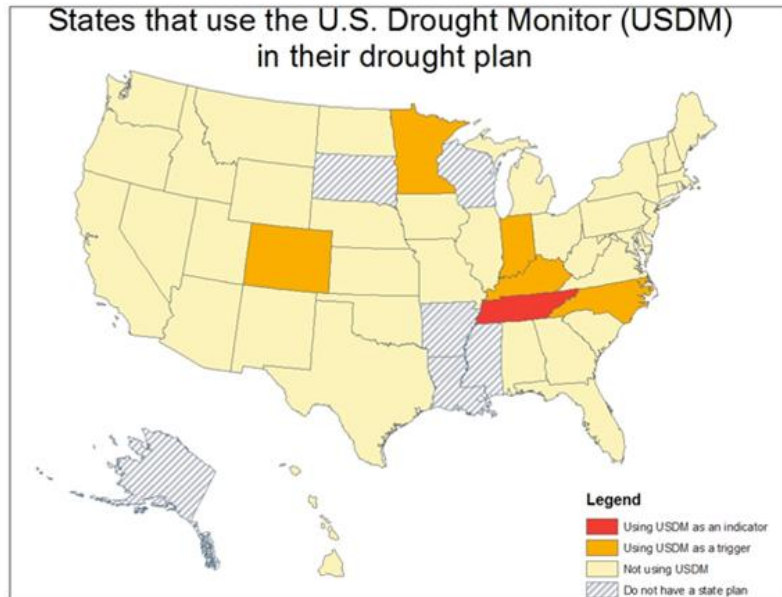 States that use the U.S. Drought Monitor (USDM)
in their drought plan
Legend
Using USDM as an indicator
Using USDM as a trigger
Not using USDM
Do not have a state plan